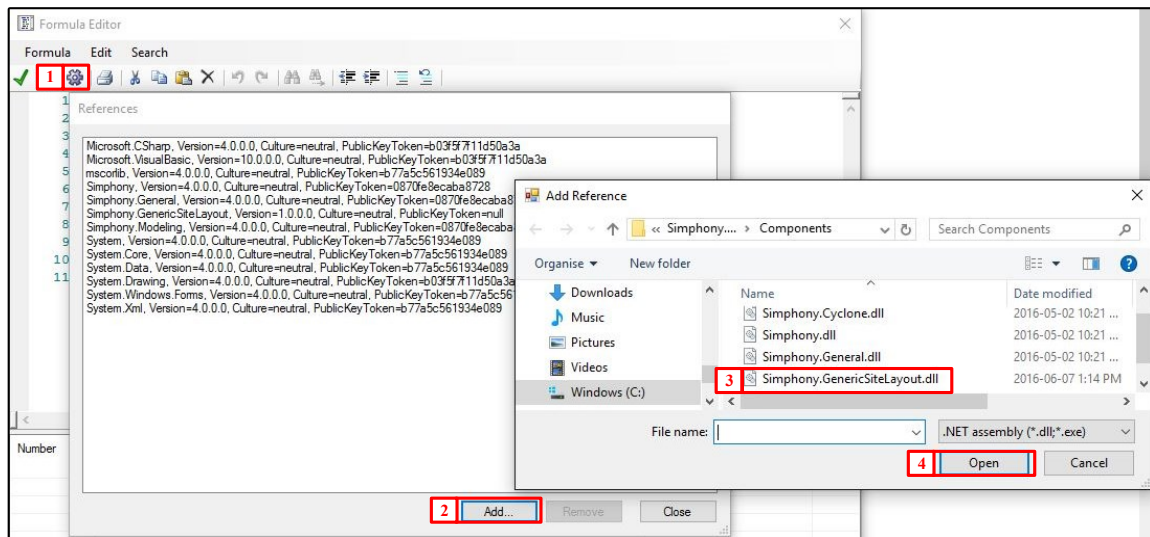 Formula Editor
Formula Edit Search
1
1
2
3
4
5
6
7
8
9
10
11
References
Microsoft.CSharp, Version=4.0.0.0, Culture=neutral, PublicKeyToken=b03f5f7f11d50a3a
Microsoft.VisualBasic, Version=10.0.0.0, Culture=neutral, PublicKeyToken=b03f5f7f11d50a3a
mscorlib, Version=4.0.0.0, Culture=neutral, PublicKeyToken=b77a5c561934e089
Simphony, Version=4.0.0.0, Culture=neutral, PublicKeyToken=0870fe8ecaba8728
Simphony.General, Version=4.0.0.0, Culture=neutral, PublicKeyToken=0870fe8ecaba8
Simphony.GenericSiteLayout, Version=1.0.0.0, Culture=neutral, PublicKeyToken=null
Simphony.Modeling, Version=4.0.0.0, Culture=neutral, PublicKeyToken=0870fe8ecaba
System, Version=4.0.0.0, Culture=neutral, PublicKeyToken=b77a5c561934e089
System.Core, Version=4.0.0.0, Culture=neutral, PublicKeyToken=b77a5c561934e089
System.Data, Version=4.0.0.0, Culture=neutral, PublicKeyToken=b77a5c561934e089
System.Drawing, Version=4.0.0.0, Culture=neutral, PublicKeyToken=b03f5f7f11d50a3a
System.Windows.Forms, Version=4.0.0.0, Culture=neutral, PublicKeyToken=b77a5c561
System.Xml, Version=4.0.0.0, Culture=neutral, PublicKeyToken=b77a5c561934e089
Number
2 Add... Remove Close
Add Reference
« Simphony.... › Components Search Components
Organise New folder
Downloads
Music
Pictures
Videos
Windows (C:)
Name Date modified
Simphony.Cyclone.dll 2016-05-02 10:21 ...
Simphony.dll 2016-05-02 10:21 ...
Simphony.General.dll 2016-05-02 10:21 ...
3 Simphony.GenericSiteLayout.dll 2016-06-07 1:14 PM
File name: .NET assembly (*.dll;*.exe)
4 Open Cancel